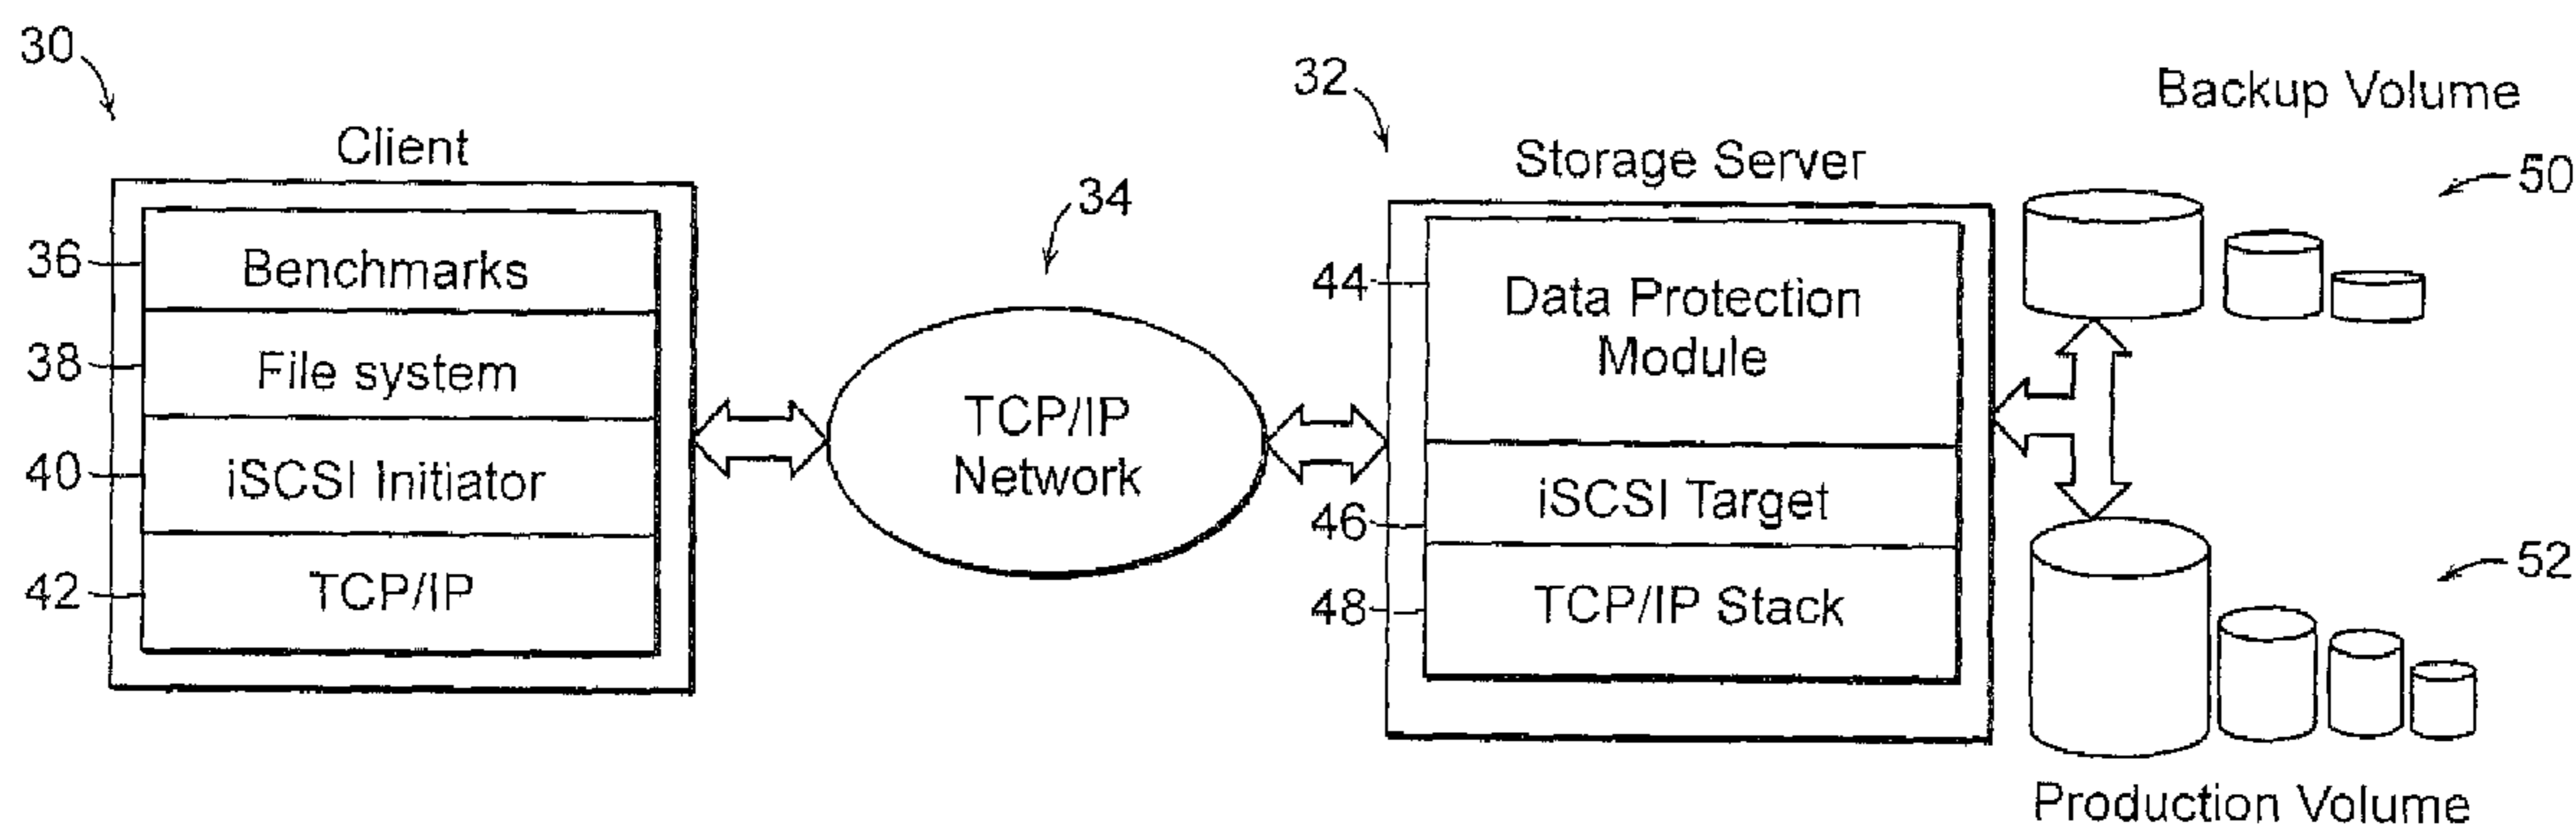 30
Client
36
Benchmarks
38
File system
40
iSCSI Initiator
42
TCP/IP
34
TCP/IP
Network
32
Storage Server
44
Data Protection
Module
46
iSCSI Target
48
TCP/IP Stack
Backup Volume
50
52
Production Volume